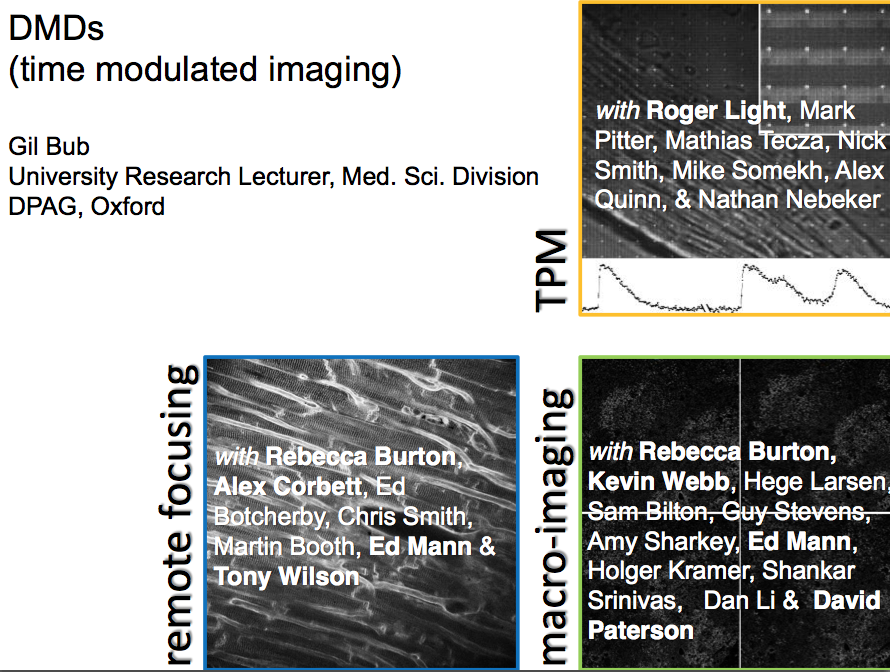 DMDs
(time modulated imaging)
Gil Bub
University Research Lecturer, Med. Sci. Division
DPAG, Oxford
TPM
with Roger Light, Mark
Pitter, Mathias Tecza, Nick
Smith, Mike Somekh, Alex
Quinn, & Nathan Nebeker
remote focusing
with Rebecca Burton,
Alex Corbett, Ed
Botcherby, Chris Smith,
Martin Booth, Ed Mann &
Tony Wilson
macro-imaging
with Rebecca Burton,
Kevin Webb, Hege Larsen,
Sam Bilton, Guy Stevens,
Amy Sharkey, Ed Mann,
Holger Kramer, Shankar
Srinivas, Dan Li & David
Paterson